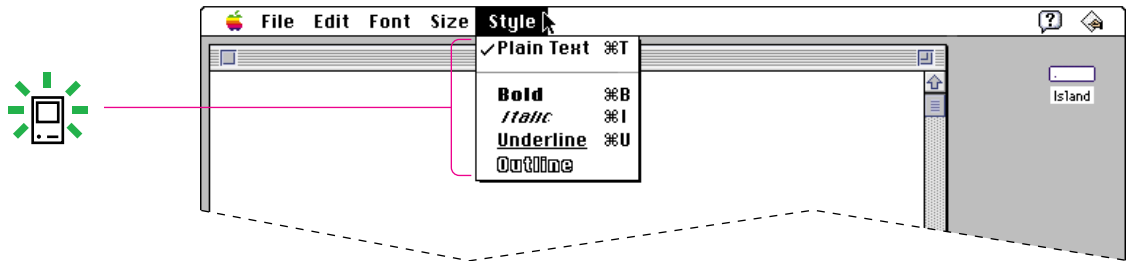 File Edit Font Size Style
✓Plain Text ⌘T
Bold ⌘B
Italic ⌘I
Underline ⌘U
Outline
Island